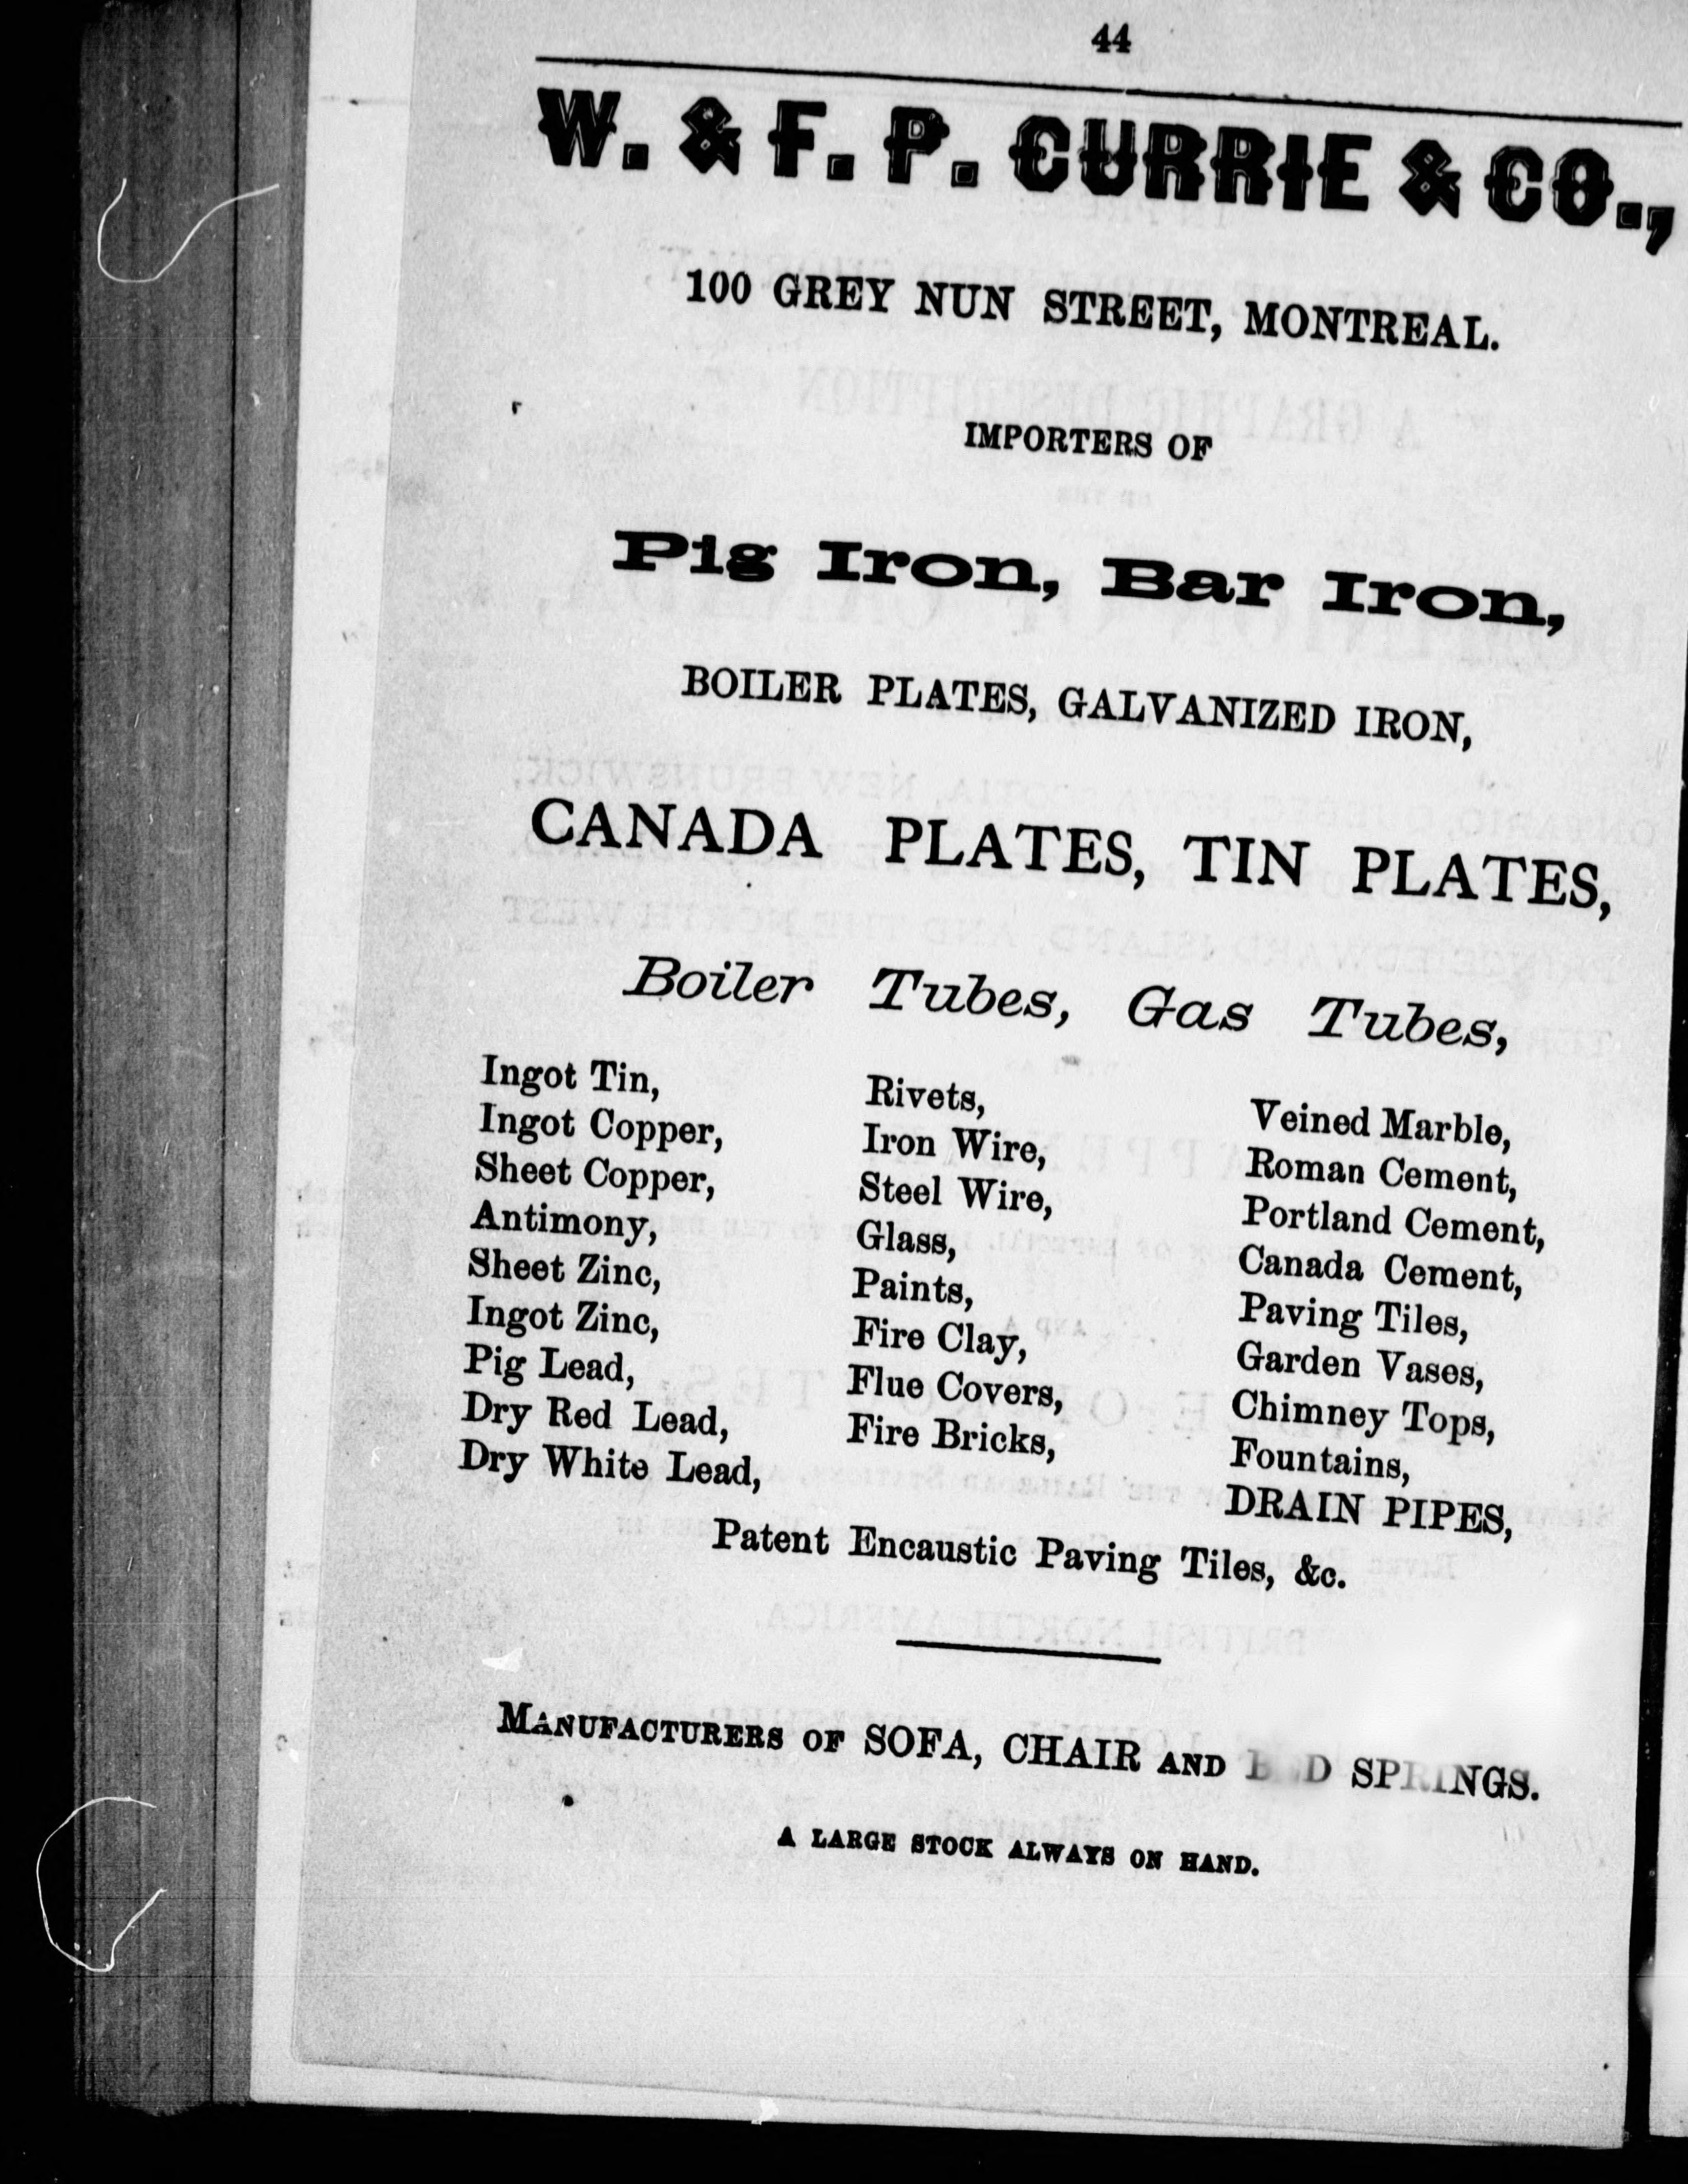 44
W. & F. P. CURRIE & CO.,
100 GREY NUN STREET, MONTREAL.
IMPORTERS OF
Pig Iron, Bar Iron,
BOILER PLATES, GALVANIZED IRON,
CANADA PLATES, TIN PLATES,
Boiler Tubes, Gas Tubes,
Ingot Tin,
Ingot Copper,
Sheet Copper,
Antimony,
Sheet Zinc,
Ingot Zinc,
Pig Lead,
Dry Red Lead,
Dry White Lead,
Rivets,
Iron Wire,
Steel Wire,
Glass,
Paints,
Fire Clay,
Flue Covers,
Fire Bricks,
Veined Marble,
Roman Cement,
Portland Cement,
Canada Cement,
Paving Tiles,
Garden Vases,
Chimney Tops,
Fountains,
DRAIN PIPES,
Patent Encaustic Paving Tiles, &c.
MANUFACTURERS OF SOFA, CHAIR AND BED SPRINGS.
A LARGE STOCK ALWAYS ON HAND.